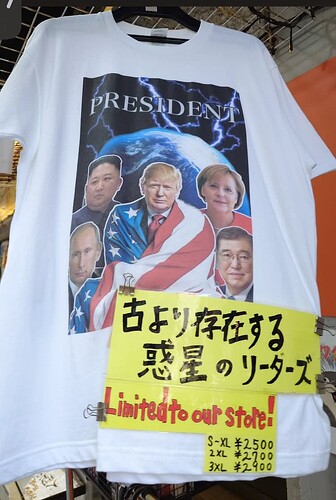 PRESIDENT
古より存在する
惑星のリーダーズ
Limited to our store!
S-XL ¥2500
2XL ¥2700
3XL ¥2900